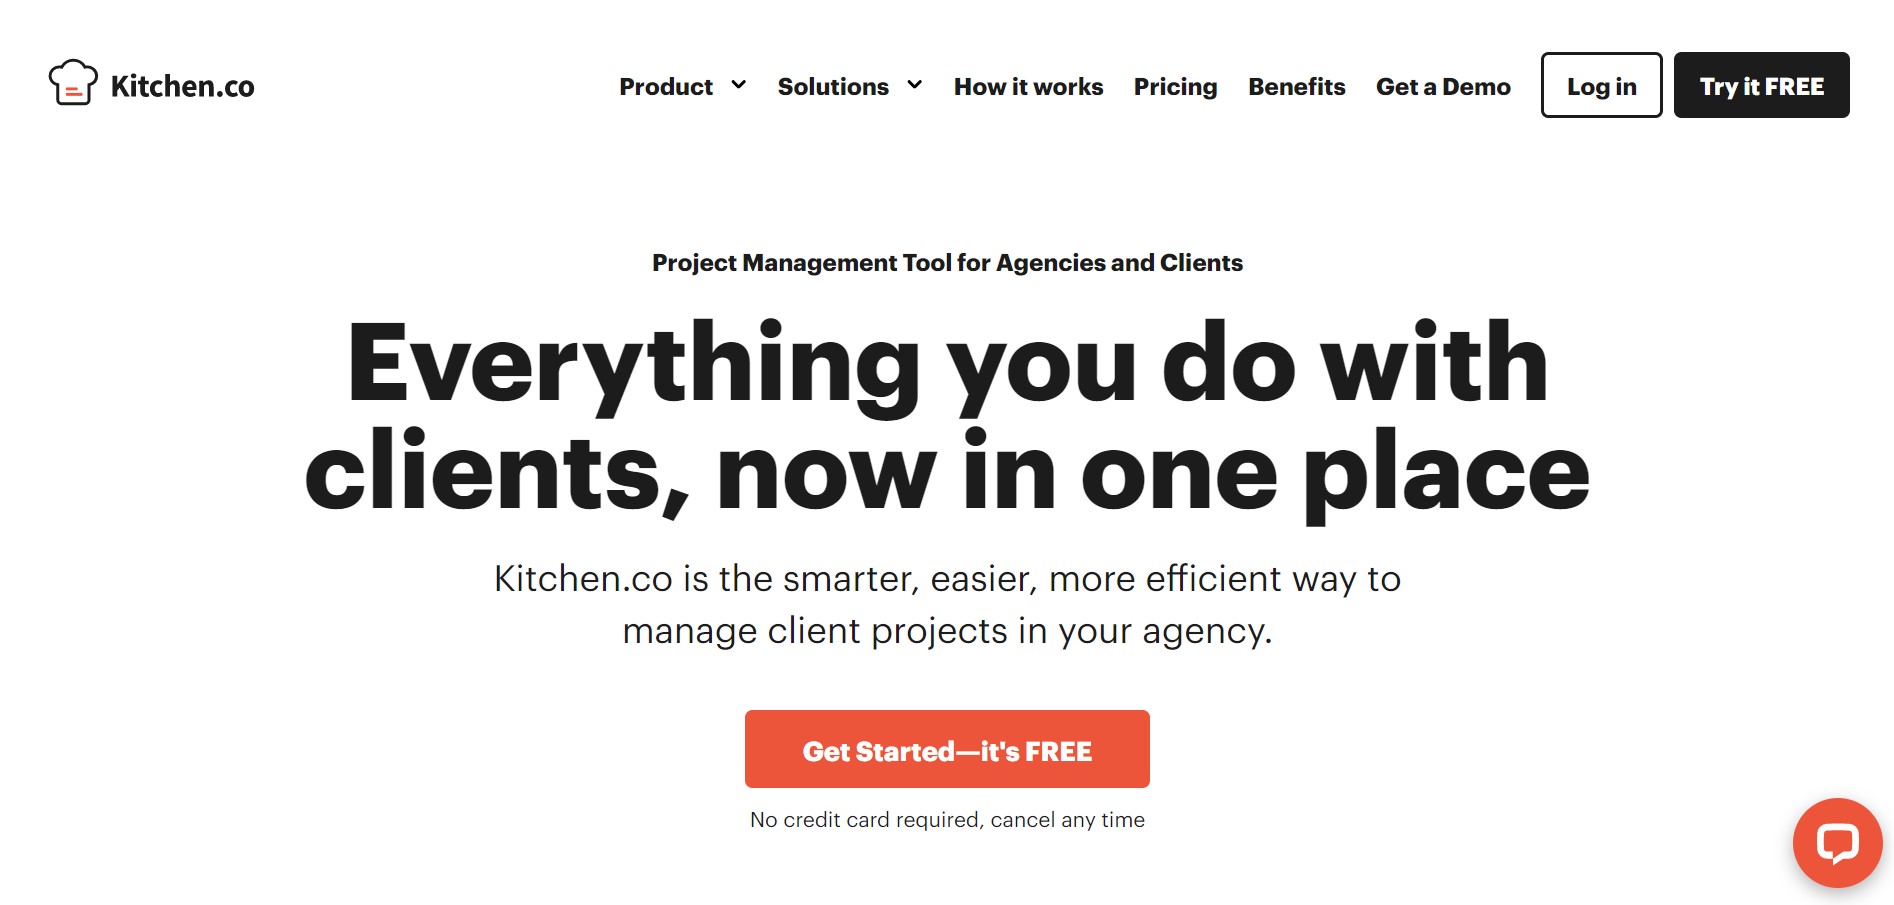 Kitchen.co
Product
Solutions
How it works
Pricing
Benefits
Get a Demo
Log in
Try it FREE
Project Management Tool for Agencies and Clients
Everything you do with
clients, now in one place
Kitchen.co is the smarter, easier, more efficient way to
manage client projects in your agency.
Get Started—it's FREE
No credit card required, cancel any time